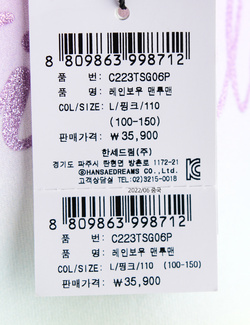 8 809863 998712
품 번: C223TSG06P
품 명: 레인보우 맨투맨
COL/SIZE: L/핑크/110
(100-150)
판매가격: ₩35,900
한세드림(주)
경기도 파주시 탄현면 방촌로 1172-21
ⓗHANSAEDREAMS CO., Ltd.
고객상담실 TEL:02)3215-0018
2022/06 중국
8 809863 998712
품 번: C223TSG06P
품 명: 레인보우 맨투맨
COL/SIZE: L/핑크/110 (100-150)
판매가격: ₩35,900